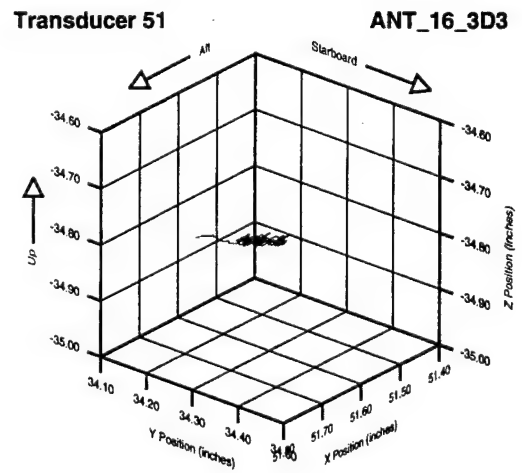 Transducer 51
ANT_16_3D3
Aft
Starboard
-34.60
-34.70
-34.80
-34.90
-35.00
Up
-34.60
-34.70
-34.80
-34.90
-35.00
Z Position (inches)
34.10
34.20
34.30
34.40
Y Position (inches)
51.70
51.60
51.50
51.40
X Position (inches)